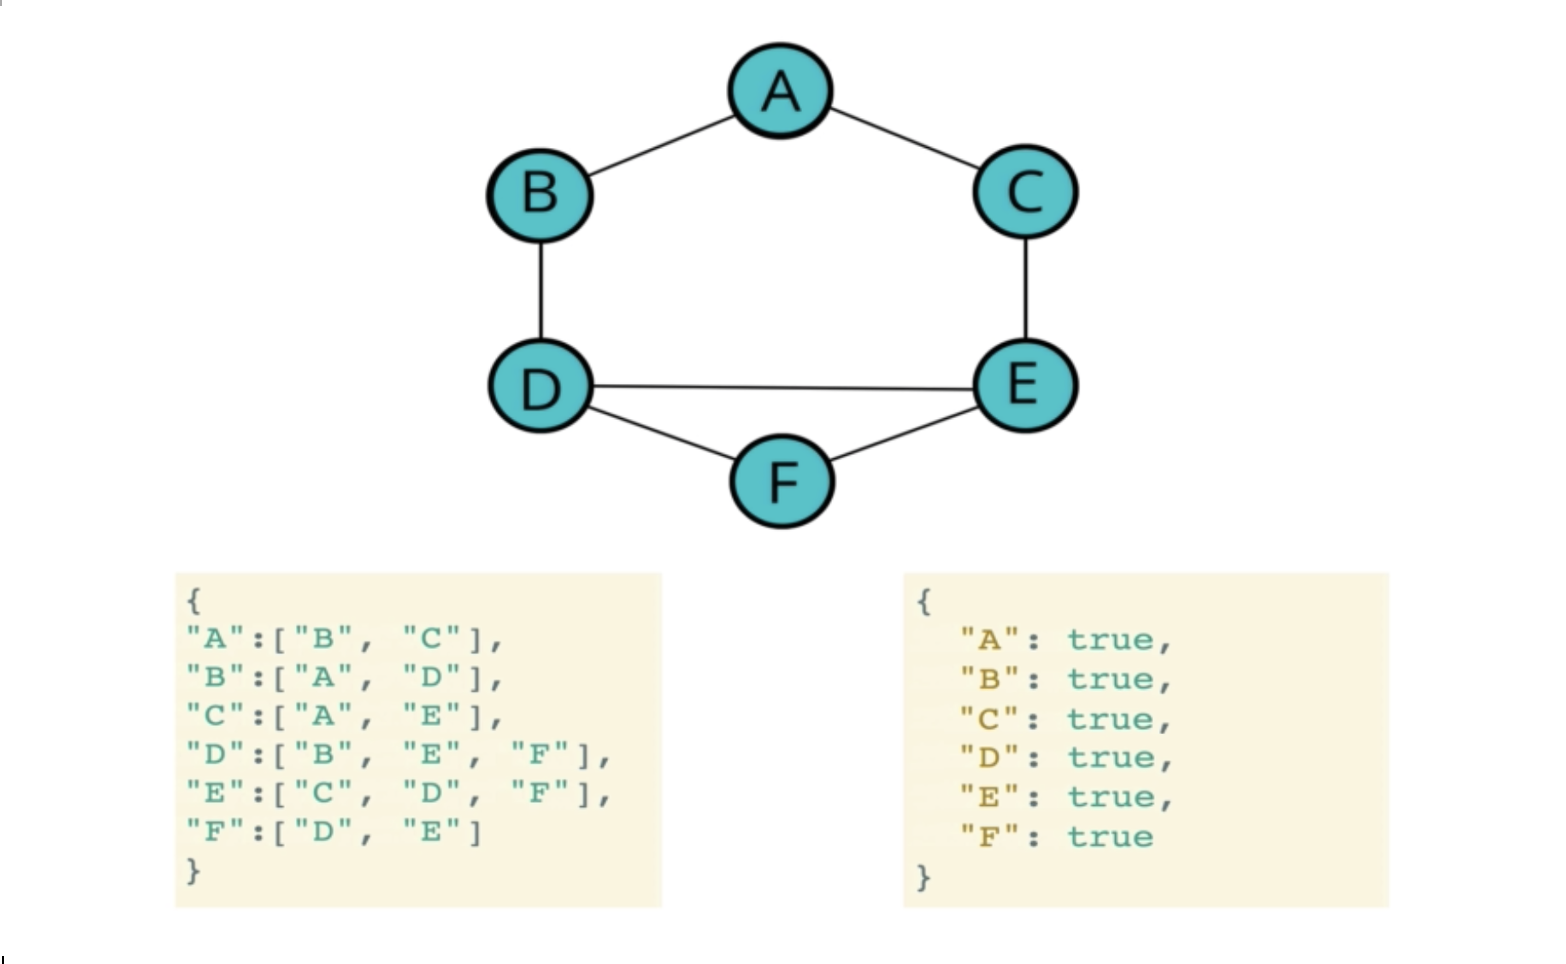 A
B
C
D
E
F
{
"A":["B", "C"],
"B":["A", "D"],
"C":["A", "E"],
"D":["B", "E", "F"],
"E":["C", "D", "F"],
"F":["D", "E"]
}
{
"A": true,
"B": true,
"C": true,
"D": true,
"E": true,
"F": true
}